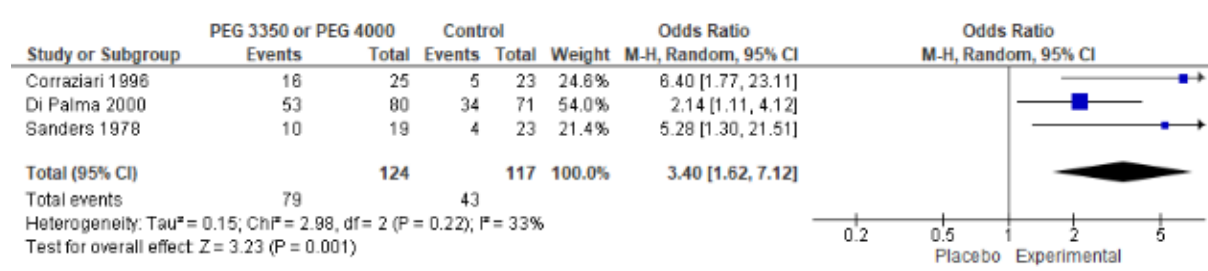 PEG 3350 or PEG 4000 Control Odds Ratio Odds Ratio
Study or Subgroup Events Total Events Total Weight M-H, Random, 95% CI M-H, Random, 95% CI
Corraziari 1996 16 25 5 23 24.6% 6.40 [1.77, 23.11]
Di Palma 2000 53 80 34 71 54.0% 2.14 [1.11, 4.12]
Sanders 1978 10 19 4 23 21.4% 5.28 [1.30, 21.51]
Total (95% CI) 124 117 100.0% 3.40 [1.62, 7.12]
Total events 79 43
Heterogeneity: Tau² = 0.15; Chi² = 2.98, df = 2 (P = 0.22); I² = 33%
Test for overall effect: Z = 3.23 (P = 0.001)
0.2 0.5 1 2 5
Placebo Experimental